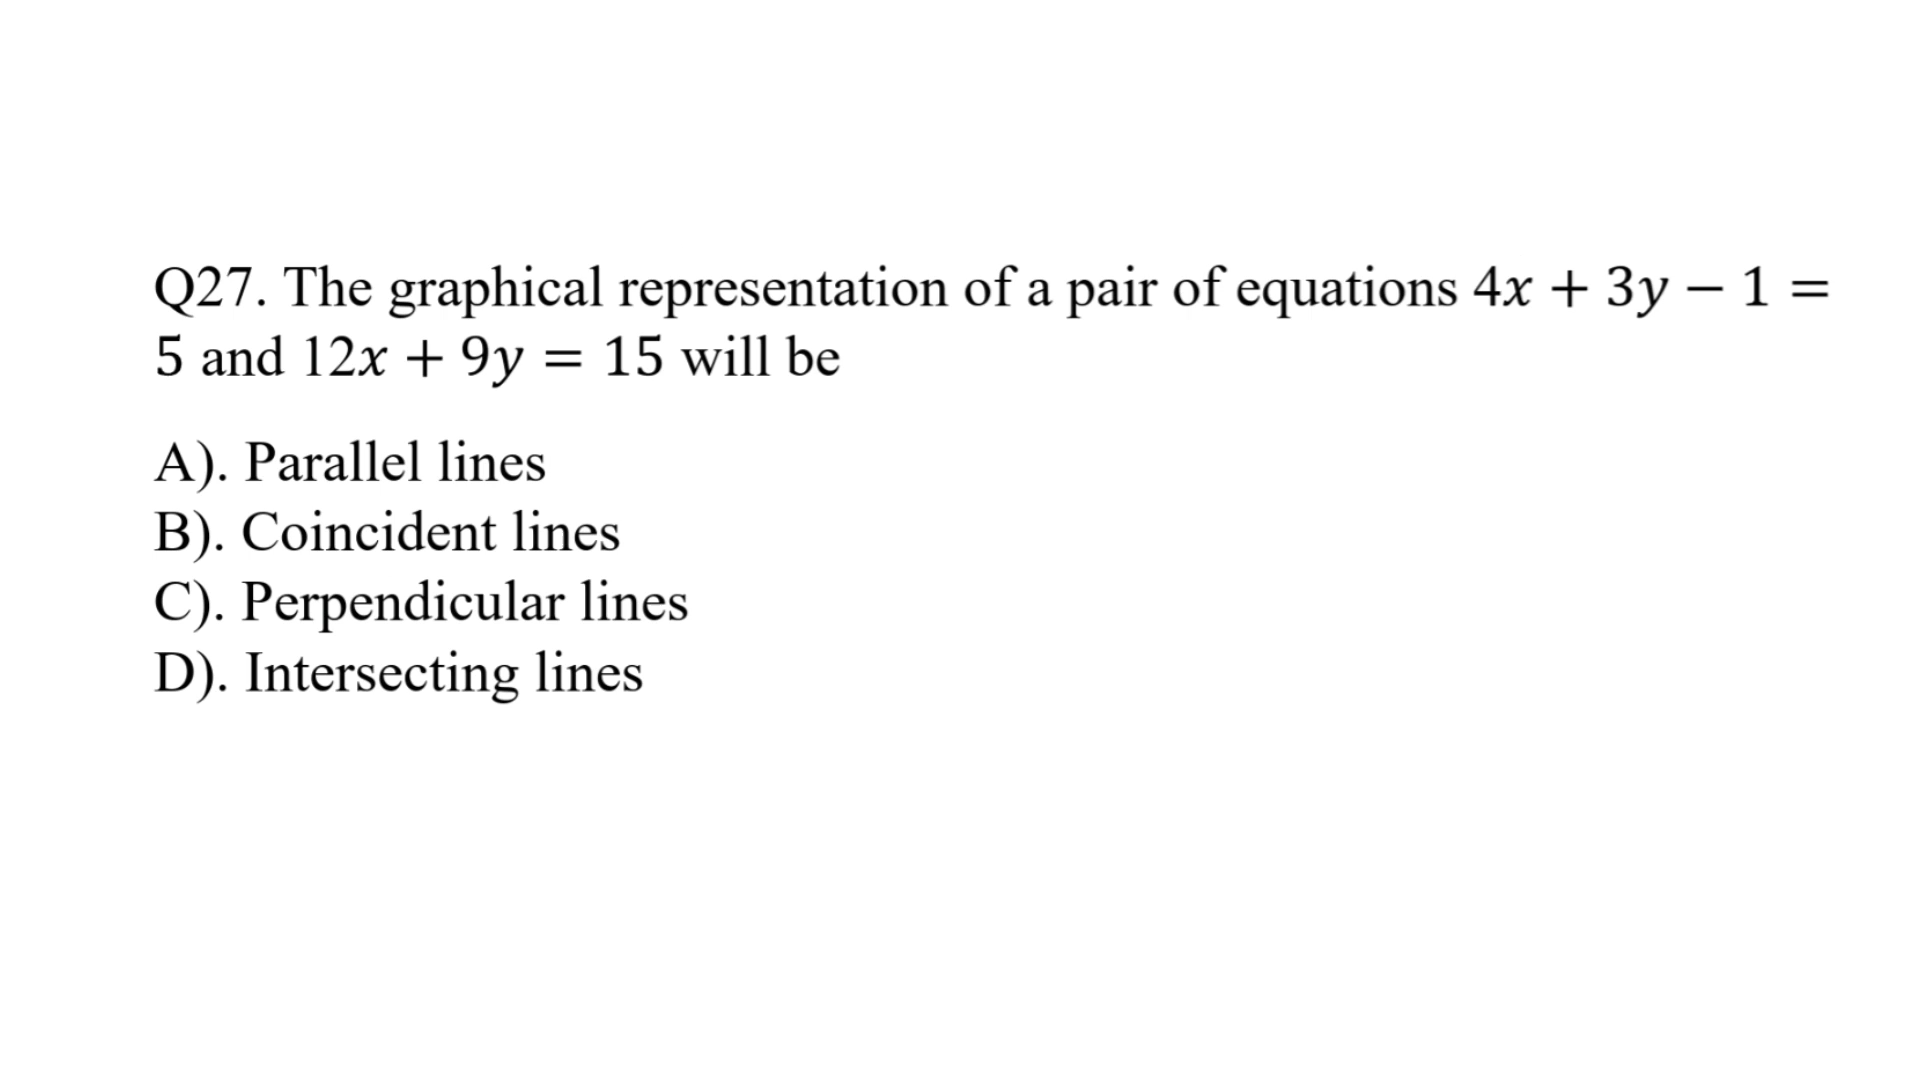 Q27. The graphical representation of a pair of equations 4x + 3y − 1 =
5 and 12x + 9y = 15 will be
A). Parallel lines
B). Coincident lines
C). Perpendicular lines
D). Intersecting lines